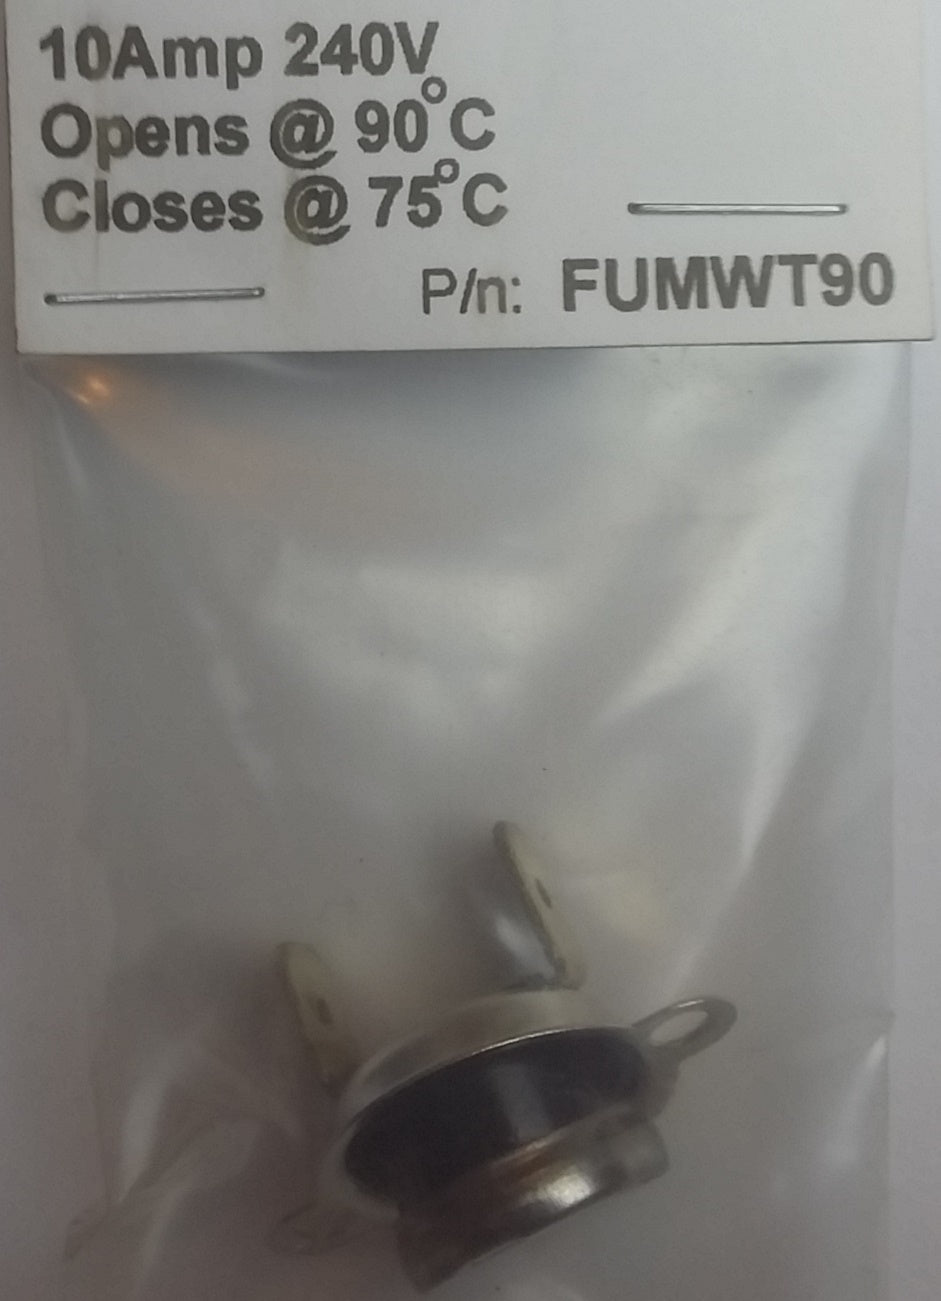 10Amp 240V
Opens @ 90°C
Closes @ 75°C
P/n: FUMWT90